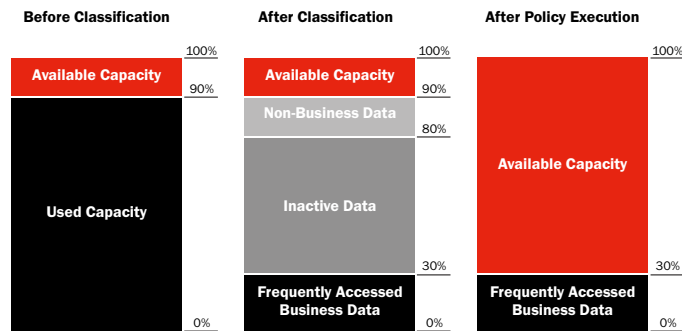 Before Classification
100%
Available Capacity
90%
Used Capacity
0%
After Classification
100%
Available Capacity
90%
Non-Business Data
80%
Inactive Data
30%
Frequently Accessed
Business Data
0%
After Policy Execution
100%
Available Capacity
30%
Frequently Accessed
Business Data
0%